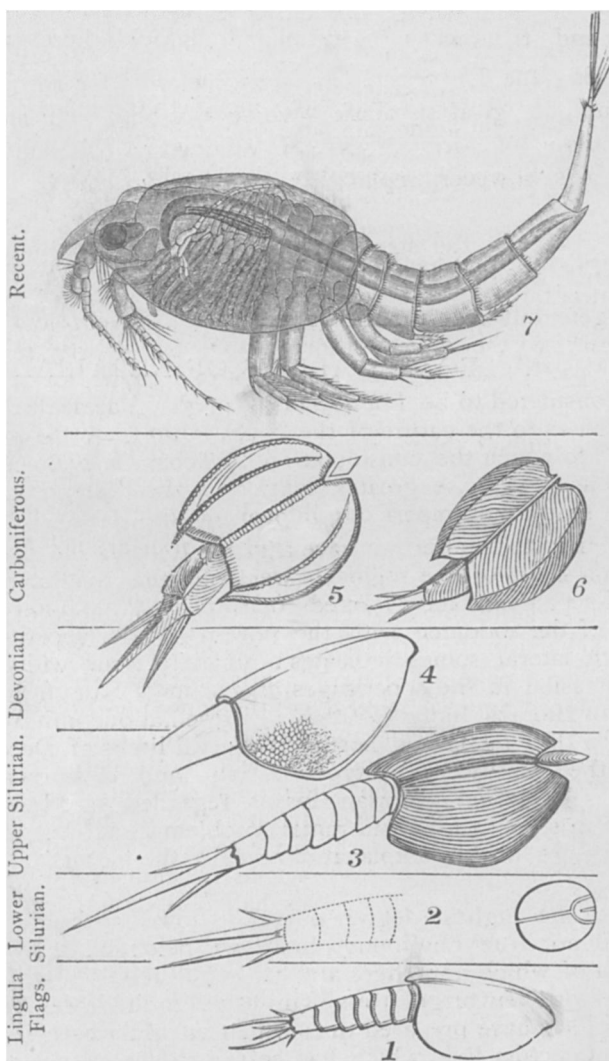 Recent.
7
Carboniferous.
5
6
Devonian
4
Upper Silurian.
3
Lower
Silurian.
2
Lingula
Flags.
1